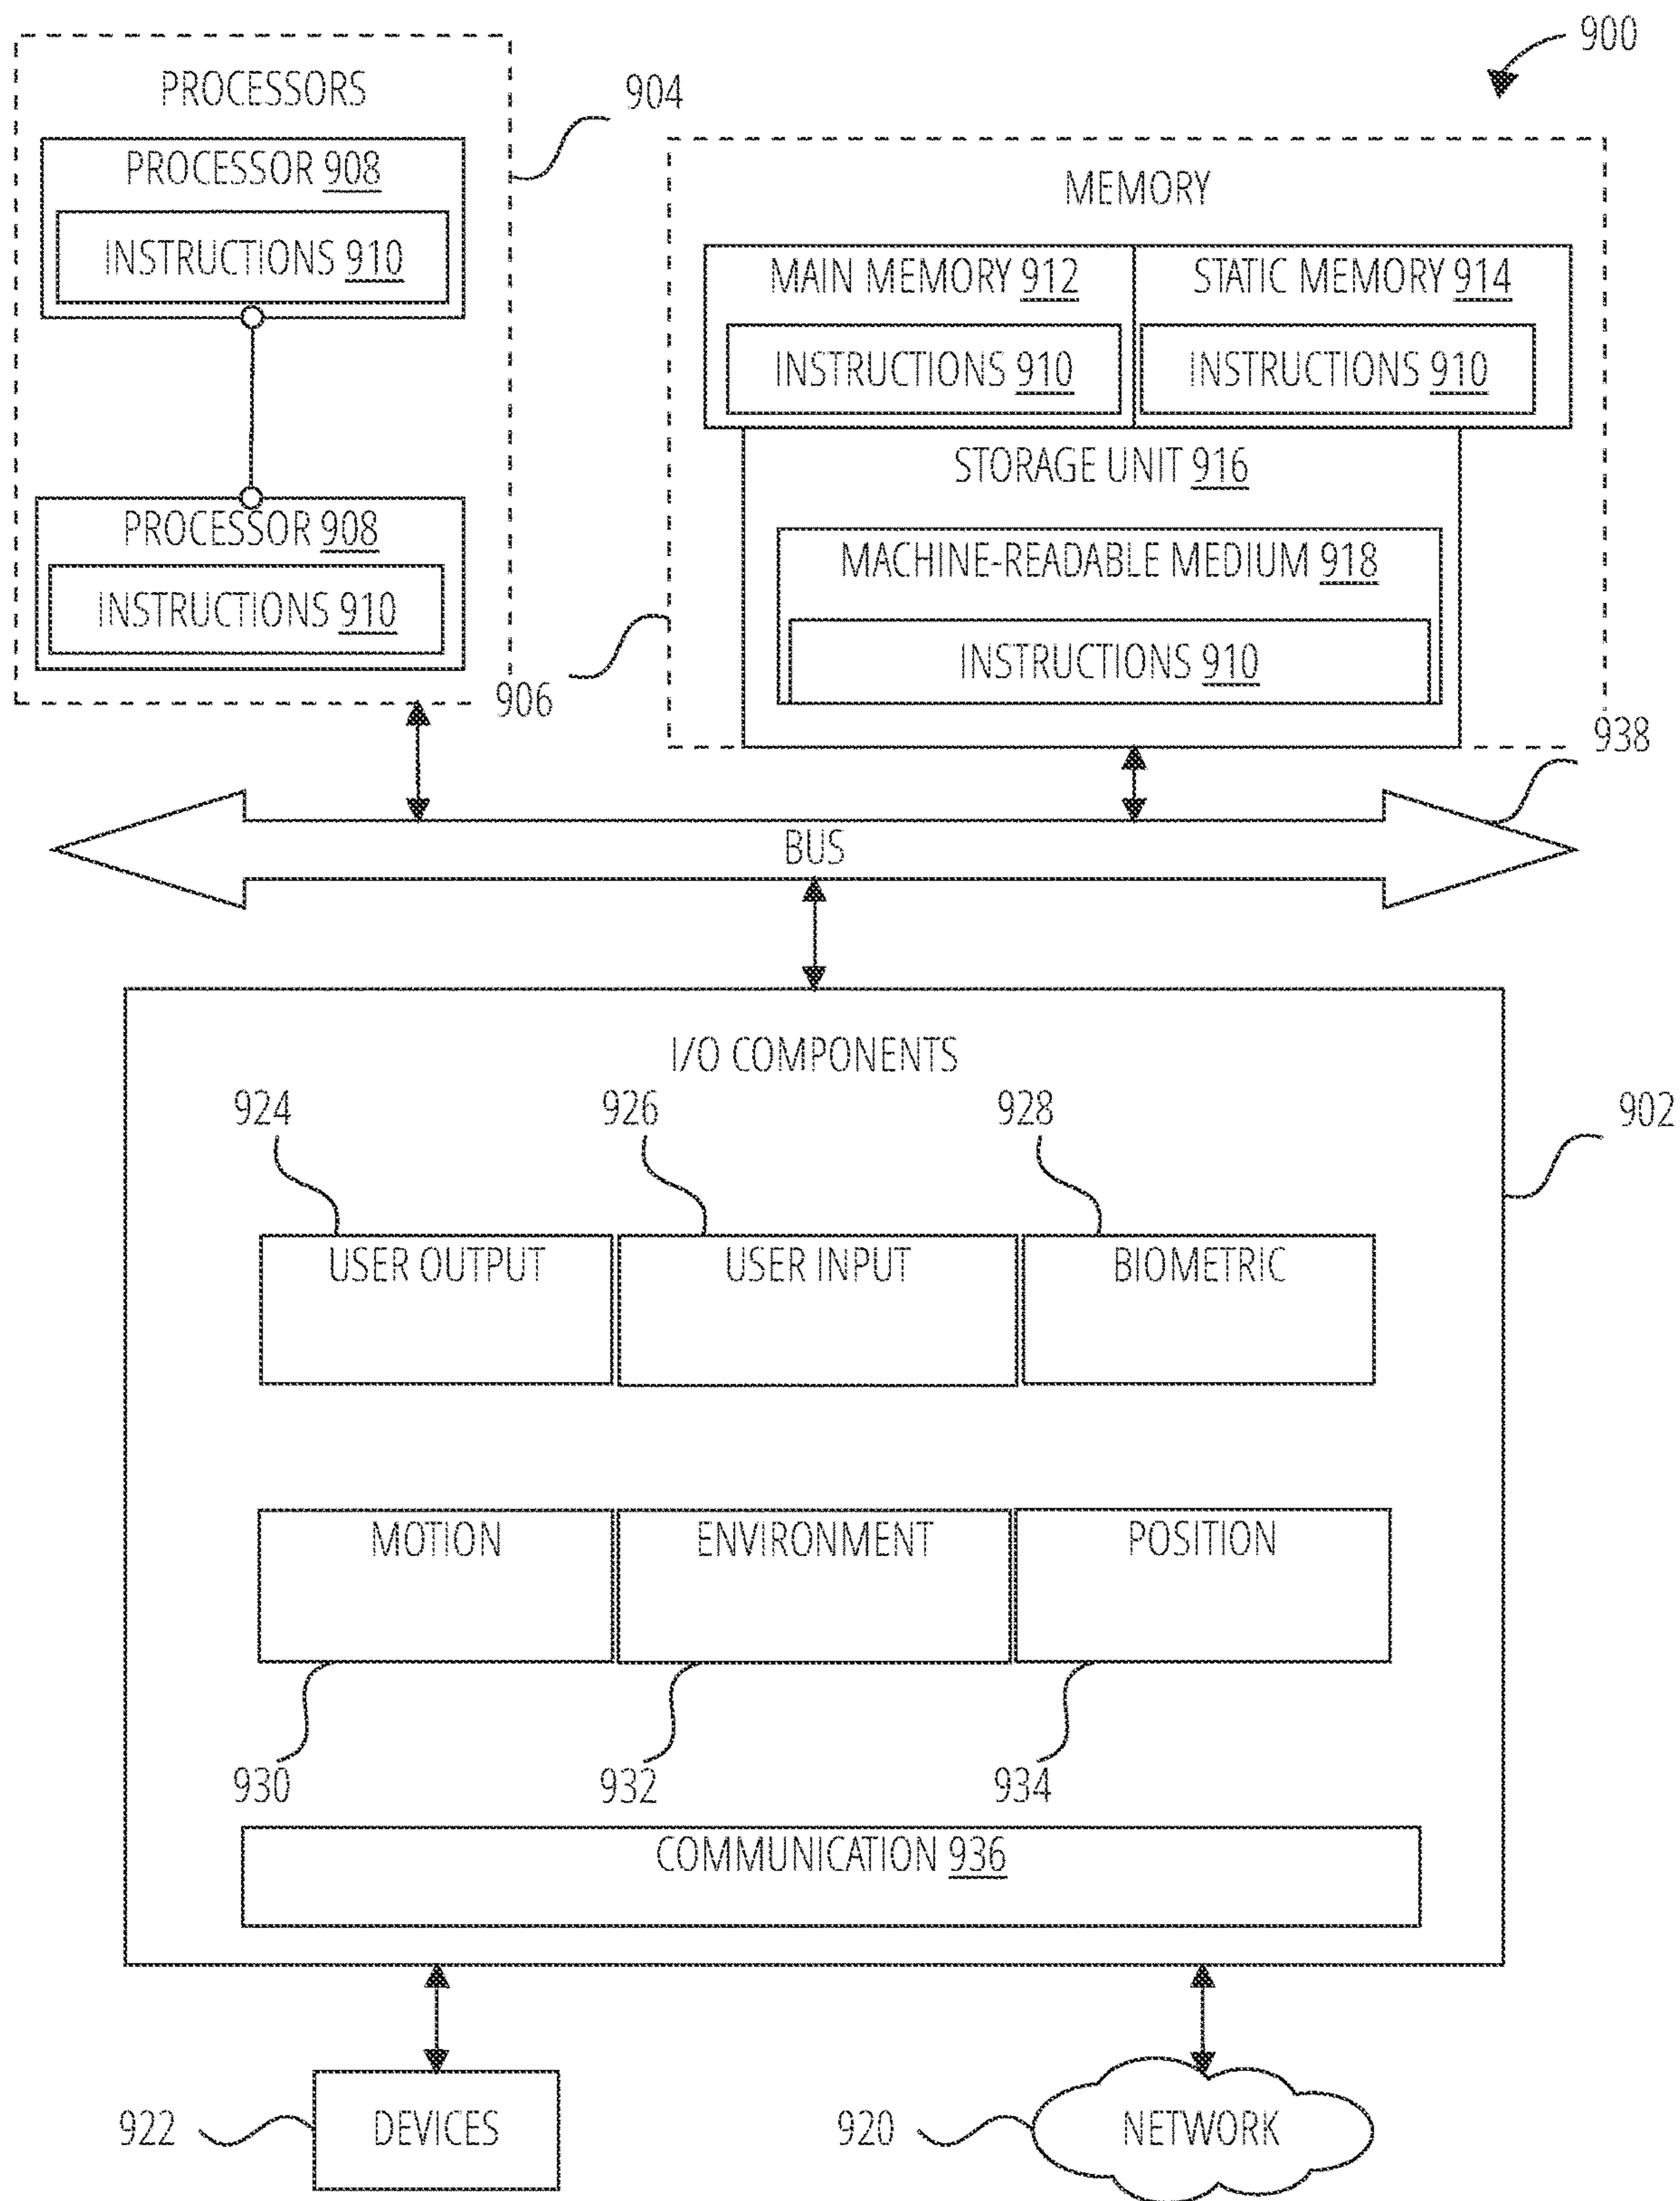 900
PROCESSORS
904
PROCESSOR 908
INSTRUCTIONS 910
PROCESSOR 908
INSTRUCTIONS 910
MEMORY
MAIN MEMORY 912
STATIC MEMORY 914
INSTRUCTIONS 910
INSTRUCTIONS 910
STORAGE UNIT 916
MACHINE-READABLE MEDIUM 918
INSTRUCTIONS 910
906
938
BUS
I/O COMPONENTS
902
924
926
928
USER OUTPUT
USER INPUT
BIOMETRIC
MOTION
ENVIRONMENT
POSITION
930
932
934
COMMUNICATION 936
922
DEVICES
920
NETWORK